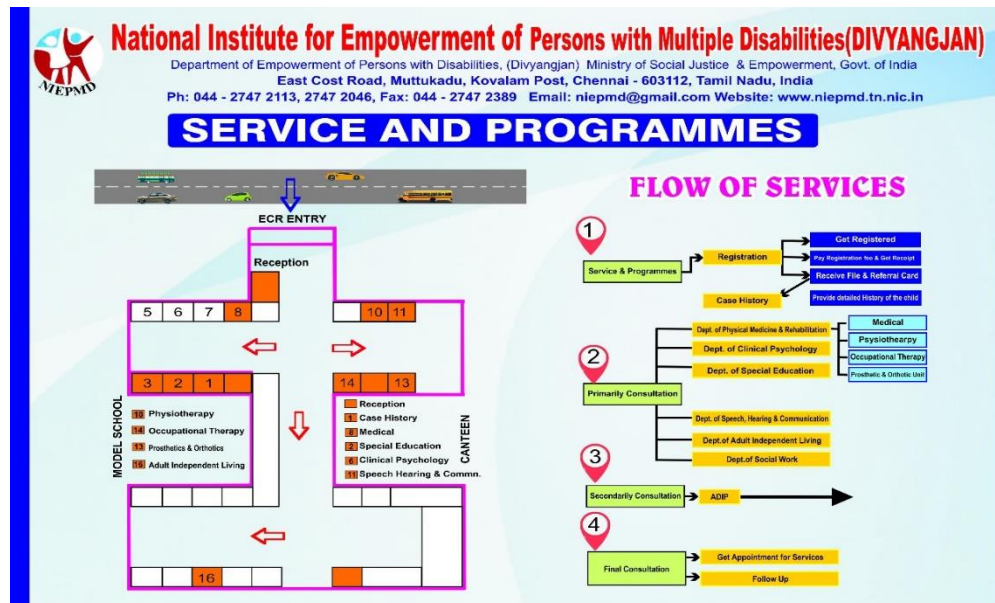 NIEPMD
National Institute for Empowerment of Persons with Multiple Disabilities(DIVYANGJAN)
Department of Empowerment of Persons with Disabilities, (Divyangjan) Ministry of Social Justice & Empowerment, Govt. of India
East Cost Road, Muttukadu, Kovalam Post, Chennai - 603112, Tamil Nadu, India
Ph: 044 - 2747 2113, 2747 2046, Fax: 044 - 2747 2389 Email: niepmd@gmail.com Website: www.niepmd.tn.nic.in
SERVICE AND PROGRAMMES
ECR ENTRY
Reception
5 6 7 8
10 11
3 2 1
14 13
MODEL SCHOOL
10 Physiotherapy
14 Occupational Therapy
13 Prosthetics & Orthotics
16 Adult Independent Living
Reception
1 Case History
8 Medical
2 Special Education
6 Clinical Psychology
11 Speech Hearing & Commn.
CANTEEN
16
FLOW OF SERVICES
1
Service & Programmes
Registration
Get Registered
Pay Registration fee & Get Receipt
Receive File & Referral Card
Case History
Provide detailed History of the child
2
Primarily Consultation
Dept. of Physical Medicine & Rehabilitation
Medical
Psysiothearpy
Occupational Therapy
Prosthetic & Orthotic Unit
Dept. of Clinical Psychology
Dept. of Special Education
Dept. of Speech, Hearing & Communication
Dept.of Adult Independent Living
Dept.of Social Work
3
Secondarily Consultation
ADIP
4
Final Consultation
Get Appointment for Services
Follow Up